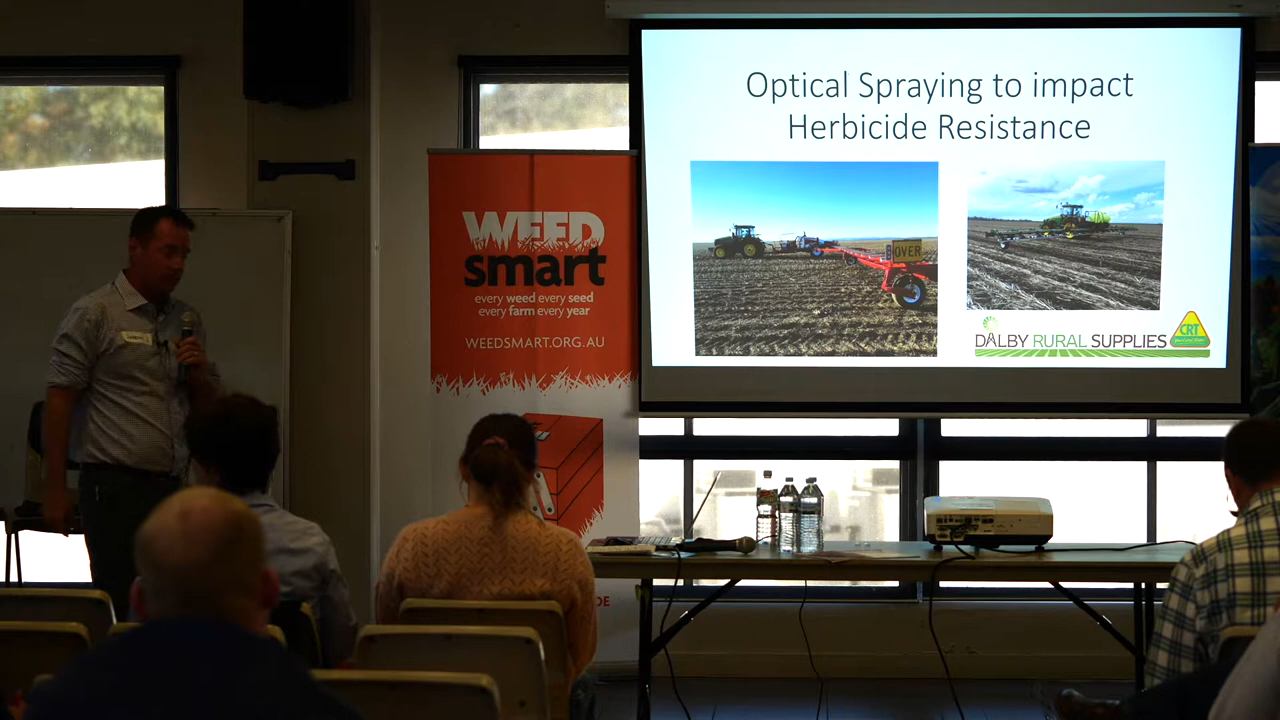 WEED
smart
every weed every seed
every farm every year
WEEDSMART.ORG.AU
Optical Spraying to impact
Herbicide Resistance
OVER
DALBY RURAL SUPPLIES
CRT